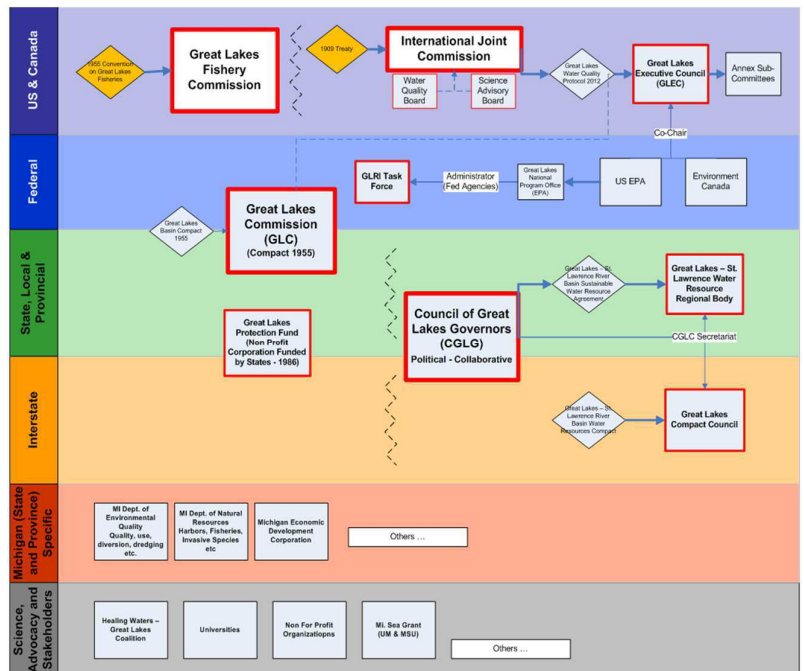 US & Canada
1955 Convention
on Great Lakes
Fisheries
Great Lakes
Fishery
Commission
1909 Treaty
International Joint
Commission
Water
Quality
Board
Science
Advisory
Board
Great Lakes
Water Quality
Protocol 2012
Great Lakes
Executive Council
(GLEC)
Annex Sub-
Committees
Co-Chair
Federal
GLRI Task
Force
Administrator
(Fed Agencies)
Great Lakes
National
Program Office
(EPA)
US EPA
Environment
Canada
Great Lakes
Basin Compact
1955
Great Lakes
Commission
(GLC)
(Compact 1955)
State, Local &
Provincial
Great Lakes
Protection Fund
(Non Profit
Corporation Funded
by States - 1986)
Council of Great
Lakes Governors
(CGLG)
Political - Collaborative
Great Lakes – St.
Lawrence River
Basin Sustainable
Water Resource
Agreement
Great Lakes – St.
Lawrence Water
Resource
Regional Body
CGLC Secretariat
Interstate
Great Lakes – St.
Lawrence River
Basin Water
Resources Compact
Great Lakes
Compact Council
Michigan (State
and Province)
Specific
MI Dept. of
Environmental
Quality
Quality, use,
diversion, dredging
etc.
MI Dept. of Natural
Resources
Harbors, Fisheries,
Invasive Species
etc
Michigan Economic
Development
Corporation
Others …
Science,
Advocacy and
Stakeholders
Healing Waters –
Great Lakes
Coalition
Universities
Non For Profit
Organizatiopns
Mi. Sea Grant
(UM & MSU)
Others …